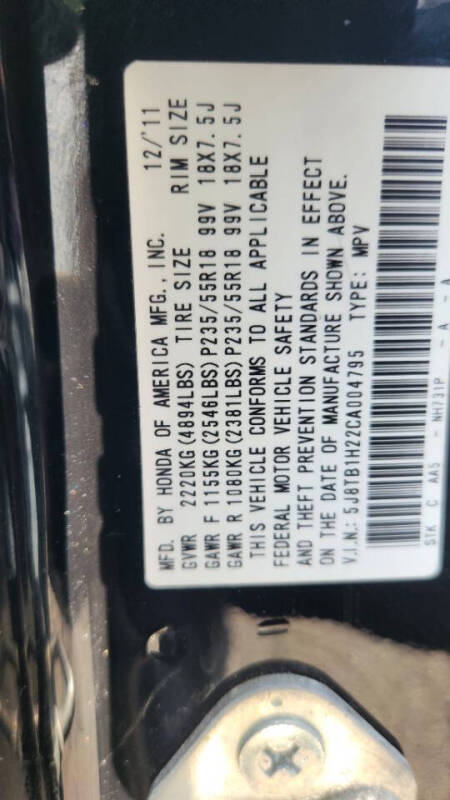 MFD. BY HONDA OF AMERICA MFG., INC. 12/'11
GVWR 2220KG(4894LBS) TIRE SIZE RIM SIZE
GAWR F 1155KG(2546LBS)P235/55R18 99V 18X7.5J
GAWR R 1080KG(2381LBS)P235/55R18 99V 18X7.5J
THIS VEHICLE CONFORMS TO ALL APPLICABLE
FEDERAL MOTOR VEHICLE SAFETY
AND THEFT PREVENTION STANDARDS IN EFFECT
ON THE DATE OF MANUFACTURE SHOWN ABOVE.
V.I.N.: 5J8TB1H22CA004795 TYPE: MPV
STK C AA5 - NH731P - A - A